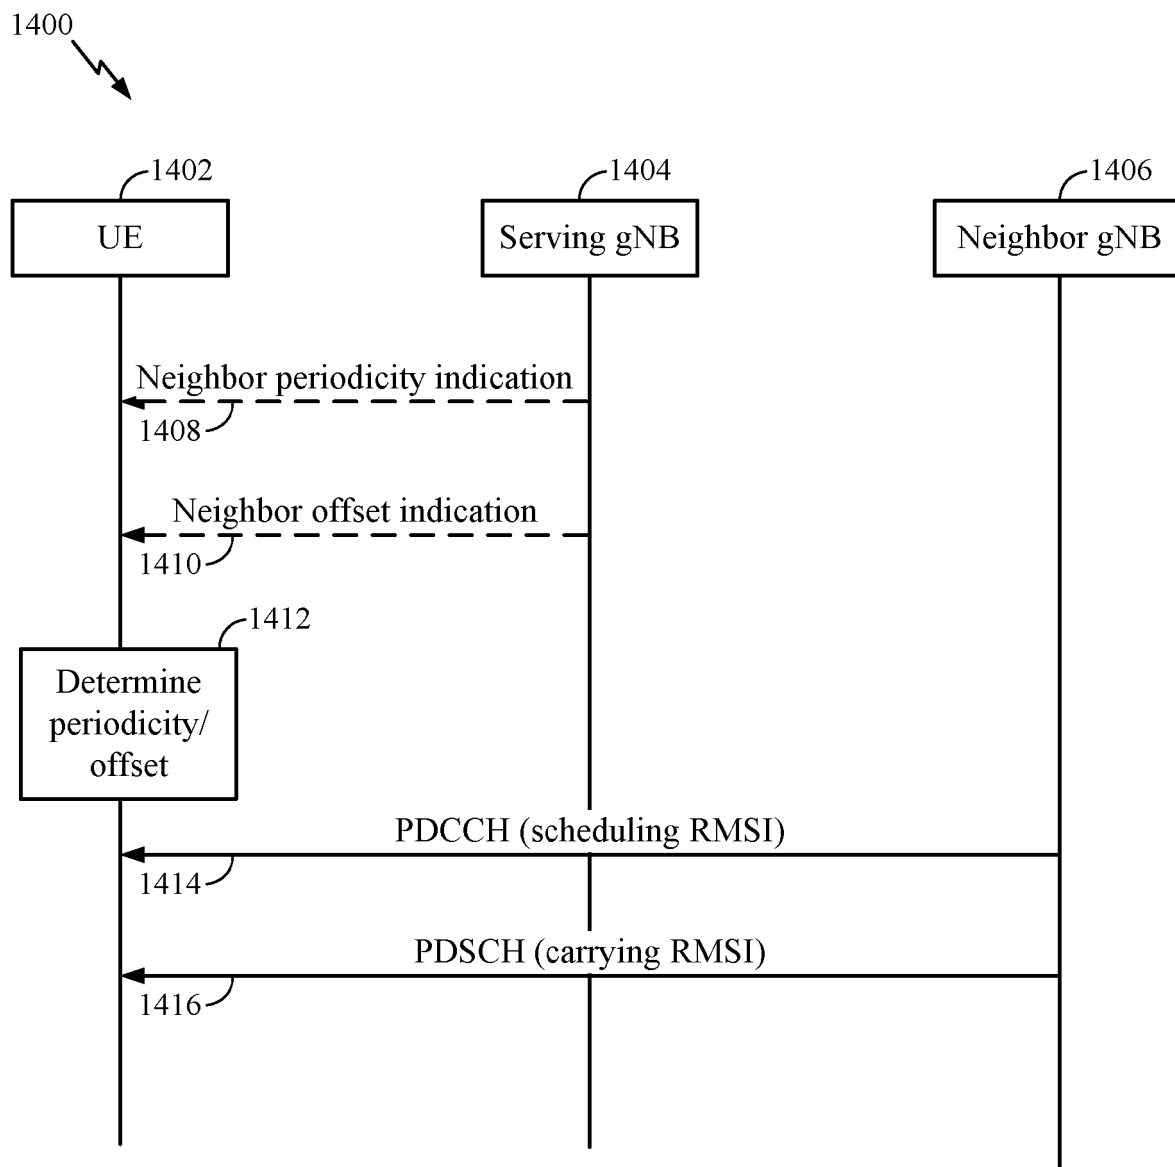 1400
1402
1404
1406
UE
Serving gNB
Neighbor gNB
Neighbor periodicity indication
1408
Neighbor offset indication
1410
1412
Determine
periodicity/
offset
PDCCH (scheduling RMSI)
1414
PDSCH (carrying RMSI)
1416